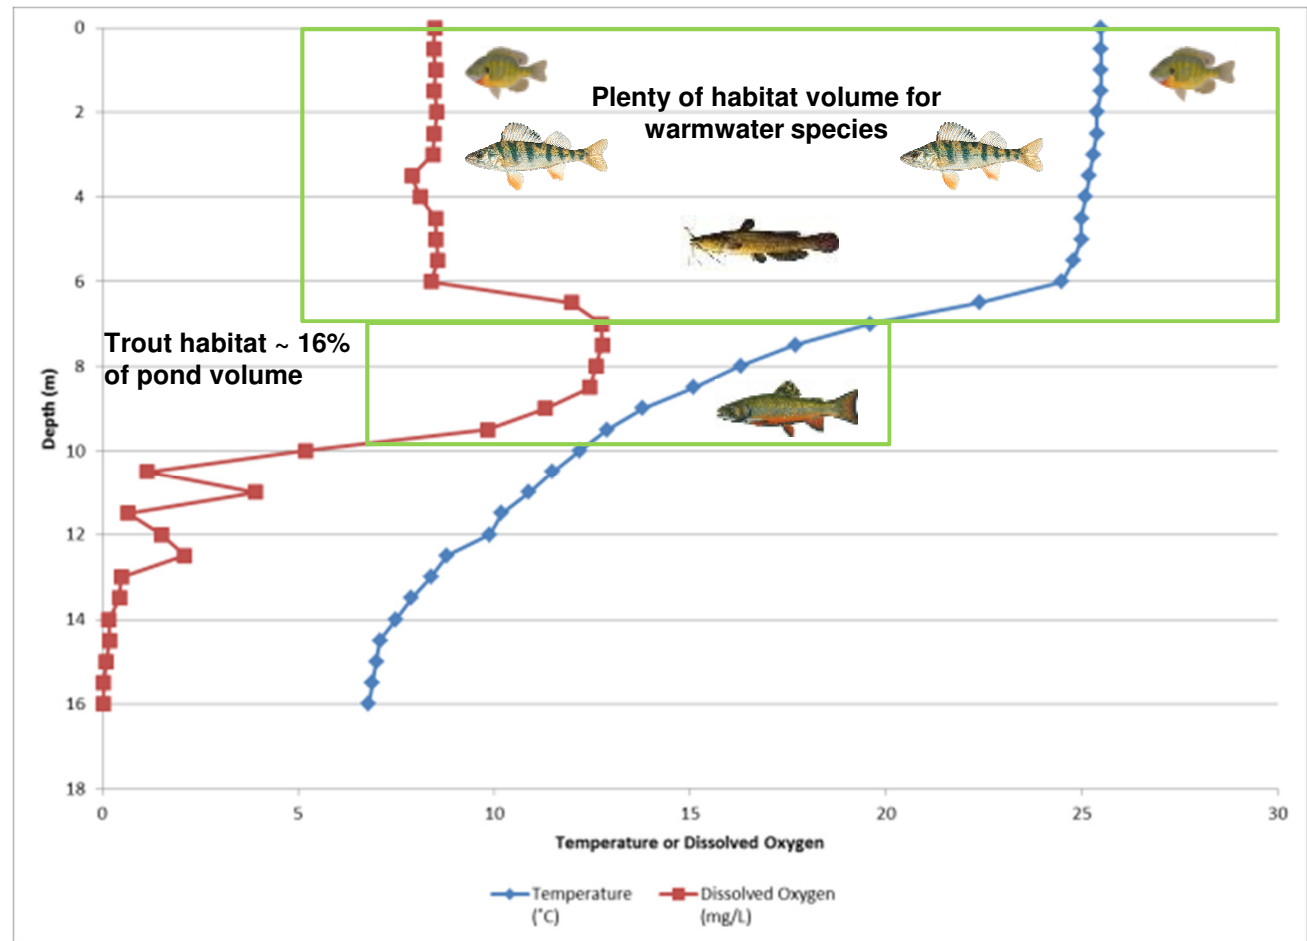 0
2
4
6
8
10
12
14
16
18
Depth (m)
Plenty of habitat volume for
warmwater species
Trout habitat ~ 16%
of pond volume
0 5 10 15 20 25 30
Temperature or Dissolved Oxygen
Temperature
(˚C)
Dissolved Oxygen
(mg/L)